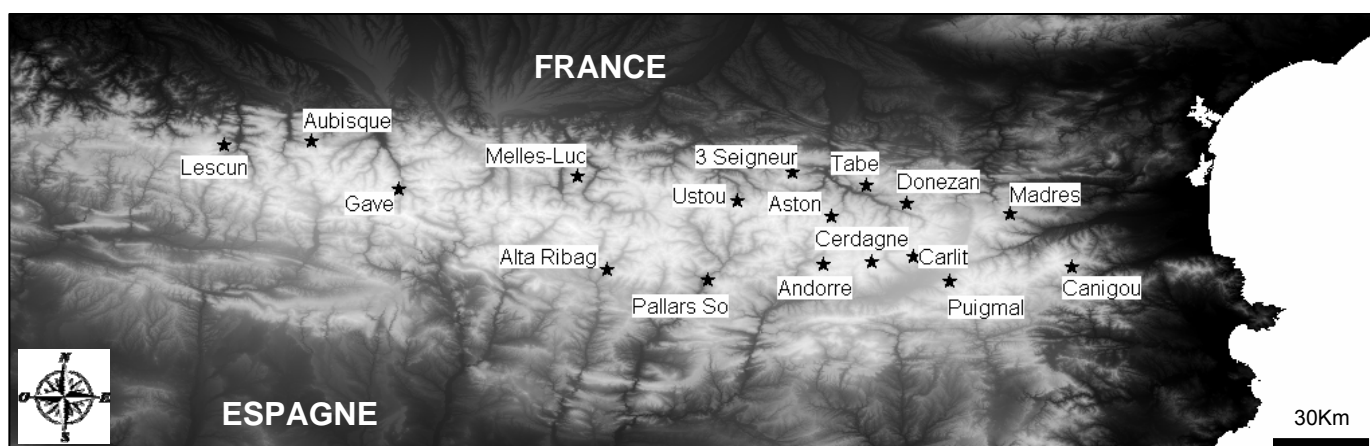 FRANCE
Aubisque
Lescun
Gave
Melles-Luc
3 Seigneur
Tabe
Ustou
Aston
Donezan
Madres
Alta Ribag
Cerdagne
Carlit
Pallars So
Andorre
Puigmal
Canigou
N
O
E
S
ESPAGNE
30Km